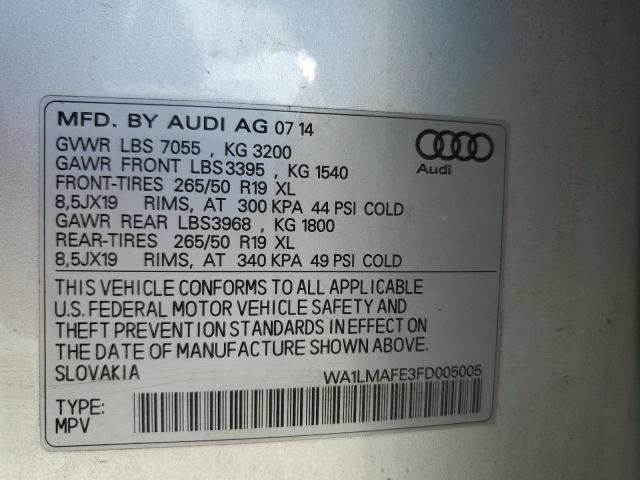 MFD. BY AUDI AG 07 14
GVWR LBS 7055 , KG 3200
GAWR FRONT LBS3395 , KG 1540
FRONT-TIRES 265/50 R19 XL
8,5JX19 RIMS, AT 300 KPA 44 PSI COLD
GAWR REAR LBS3968 , KG 1800
REAR-TIRES 265/50 R19 XL
8,5JX19 RIMS, AT 340 KPA 49 PSI COLD
Audi
THIS VEHICLE CONFORMS TO ALL APPLICABLE
U.S. FEDERAL MOTOR VEHICLE SAFETY AND
THEFT PREVENTION STANDARDS IN EFFECT ON
THE DATE OF MANUFACTURE SHOWN ABOVE.
SLOVAKIA WA1LMAFE3FD005005
TYPE:
MPV